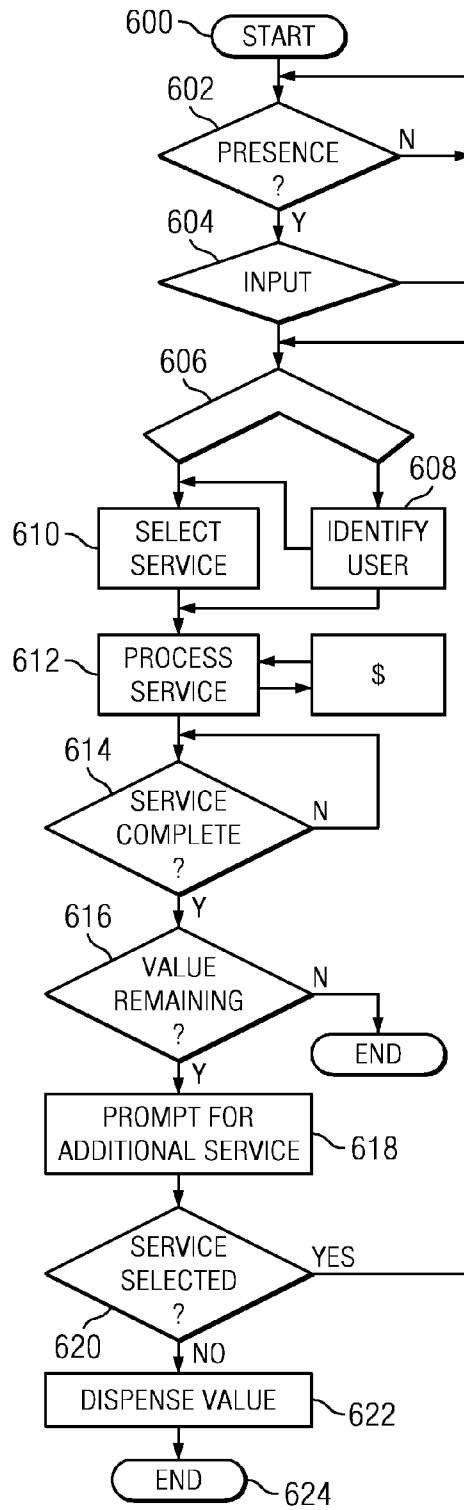 600
START
602
PRESENCE
?
N
Y
604
INPUT
606
608
610
SELECT
SERVICE
IDENTIFY
USER
612
PROCESS
SERVICE
$
614
SERVICE
COMPLETE
?
N
Y
616
VALUE
REMAINING
?
N
END
Y
PROMPT FOR
ADDITIONAL SERVICE
618
SERVICE
SELECTED
?
YES
620
NO
DISPENSE VALUE
622
END
624